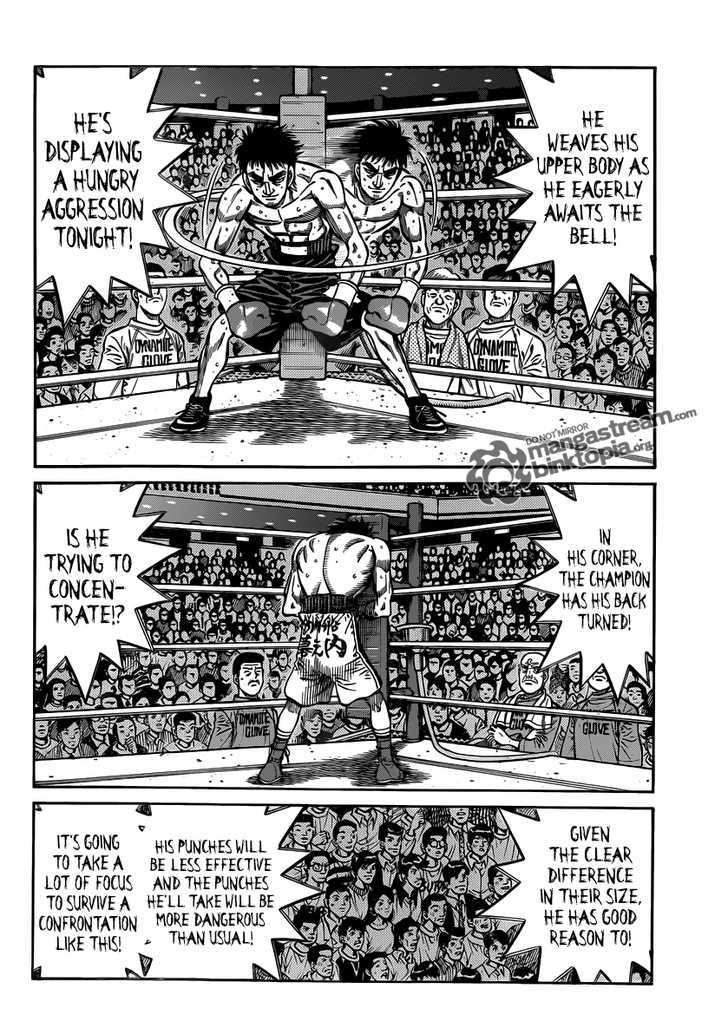 HE
WEAVES HIS
UPPER BODY AS
HE EAGERLY
AWAITS THE
BELL!
HE'S
DISPLAYING
A HUNGRY
AGGRESSION
TONIGHT!
DYNAMITE
GLOVE
DYNAMITE
GLOVE
DO NOT MIRROR
mangastream.com
binktopia.org
IN
HIS CORNER,
THE CHAMPION
HAS HIS BACK
TURNED!
IS HE
TRYING TO
CONCEN-
TRATE!?
内
DYNAMITE
GLOVE
DYNAMITE
GLOVE
GIVEN
THE CLEAR
DIFFERENCE
IN THEIR SIZE,
HE HAS GOOD
REASON TO!
HIS PUNCHES WILL
BE LESS EFFECTIVE
AND THE PUNCHES
HE'LL TAKE WILL BE
MORE DANGEROUS
THAN USUAL!
IT'S GOING
TO TAKE A
LOT OF FOCUS
TO SURVIVE A
CONFRONTATION
LIKE THIS!